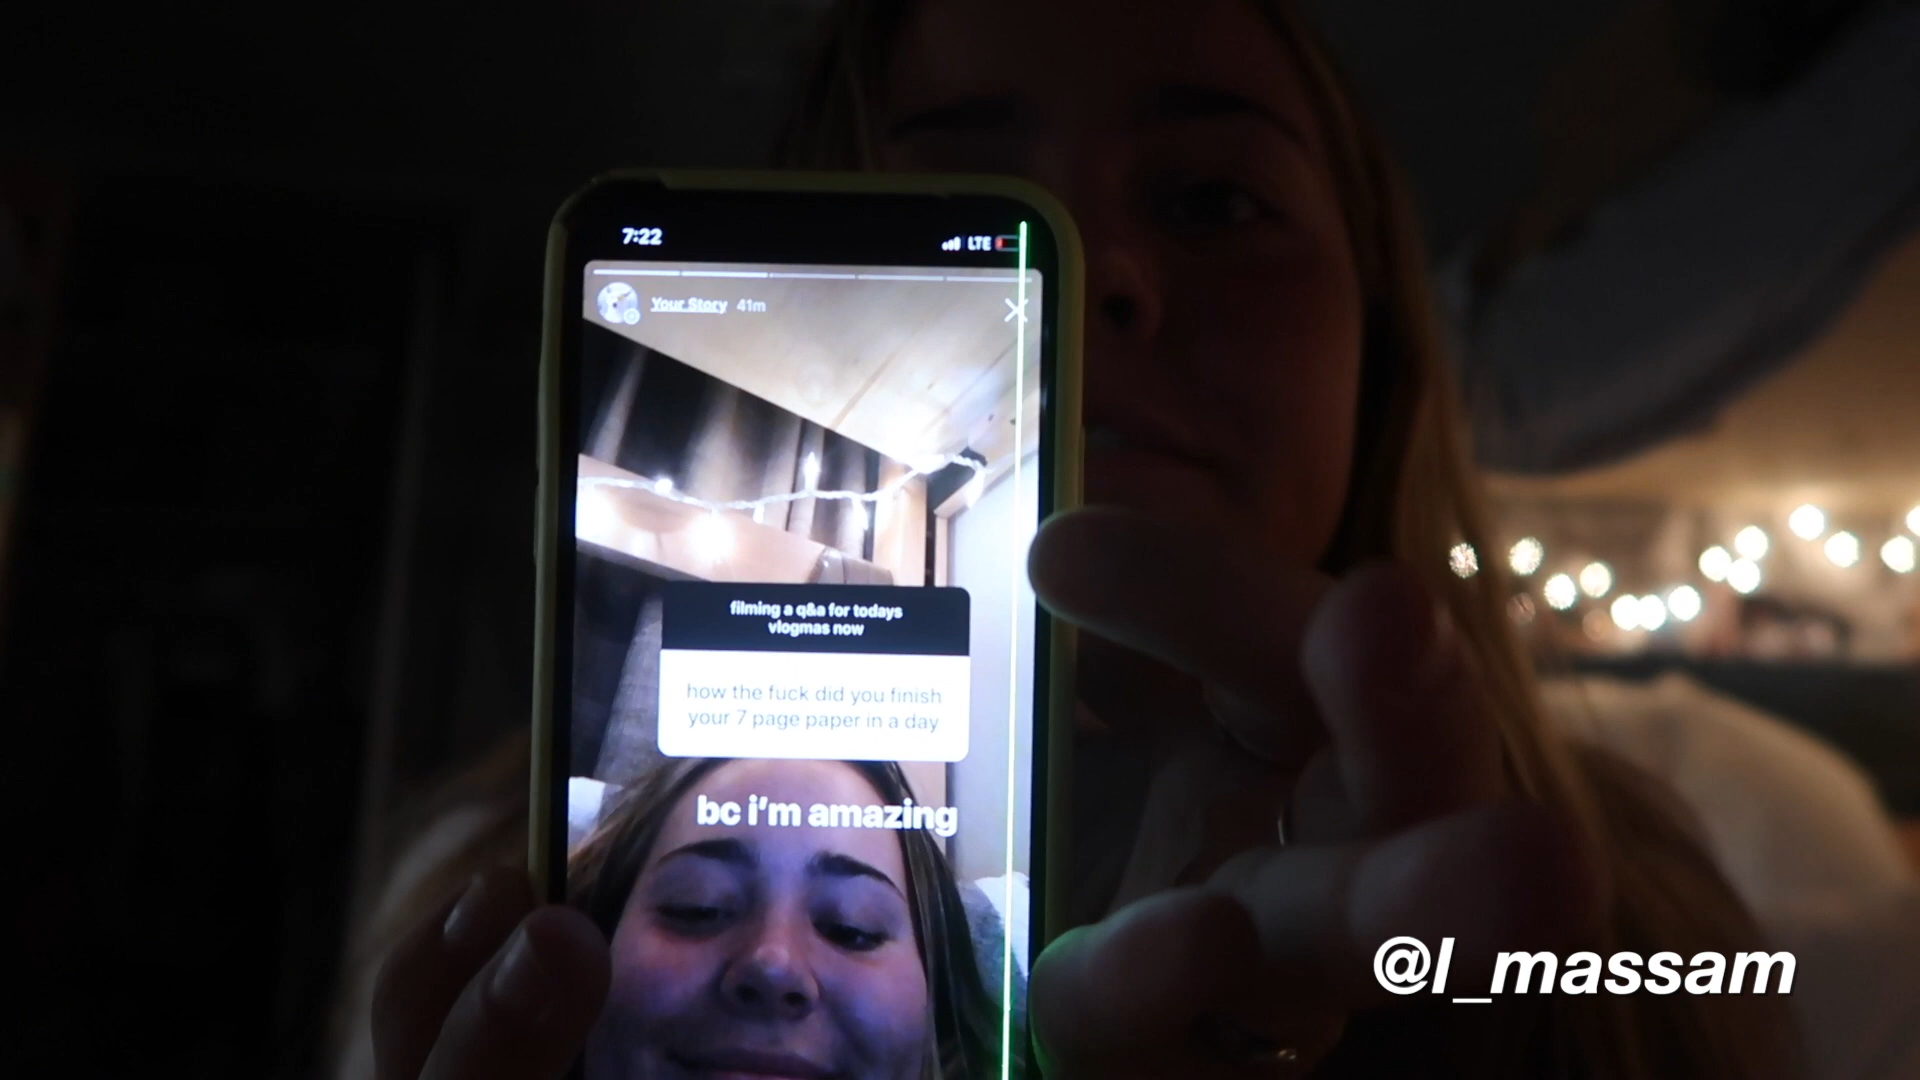 7:22 LTE
Your Story 41m
filming a q&a for todays
vlogmas now
how the fuck did you finish
your 7 page paper in a day
bc i'm amazing
@l_massam